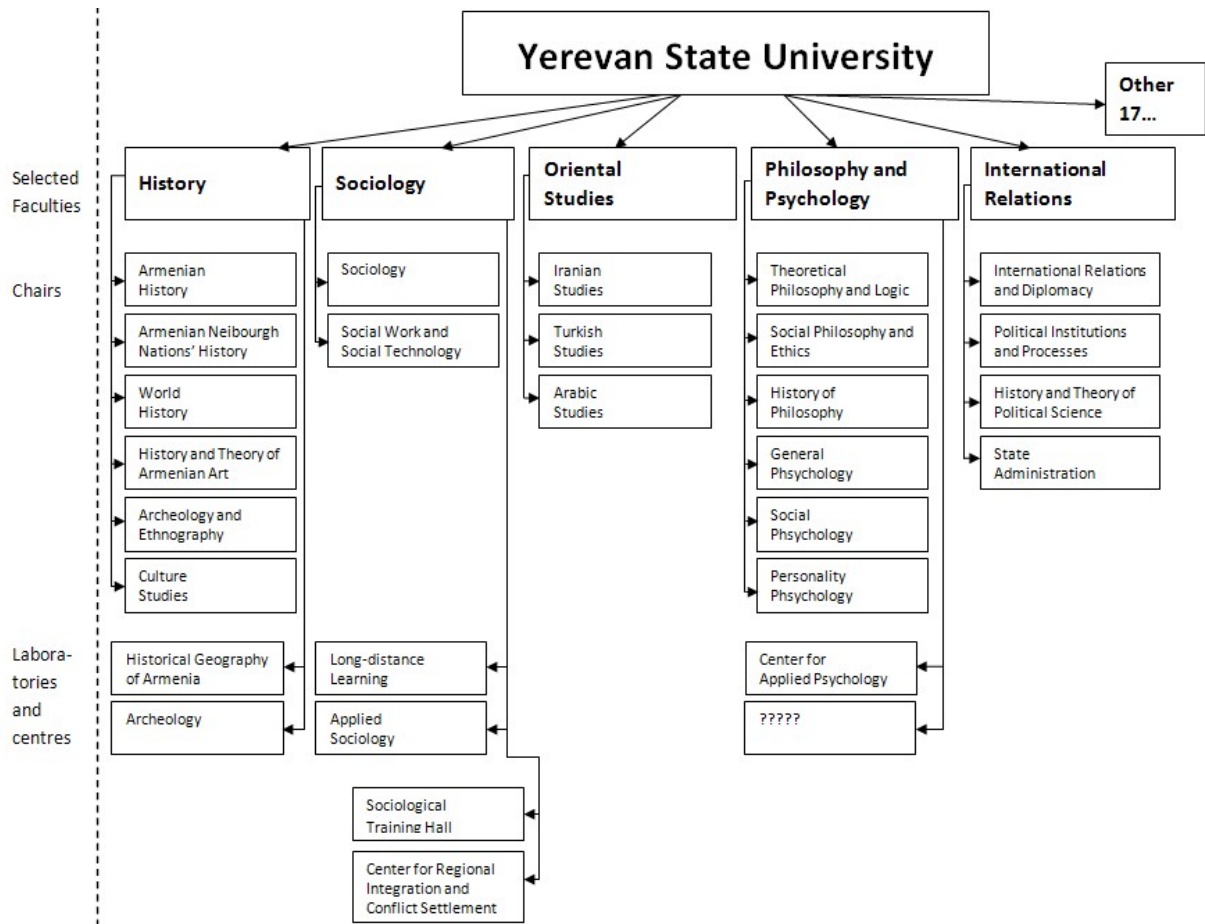 Yerevan State University
Other
17...
Selected
Faculties
History
Sociology
Oriental
Studies
Philosophy and
Psychology
International
Relations
Chairs
Armenian
History
Armenian Neibourgh
Nations' History
World
History
History and Theory of
Armenian Art
Archeology and
Ethnography
Culture
Studies
Sociology
Social Work and
Social Technology
Iranian
Studies
Turkish
Studies
Arabic
Studies
Theoretical
Philosophy and Logic
Social Philosophy and
Ethics
History of
Philosophy
General
Phsychology
Social
Phsychology
Personality
Phsychology
International Relations
and Diplomacy
Political Institutions
and Processes
History and Theory of
Political Science
State
Administration
Labora-
tories
and
centres
Historical Geography
of Armenia
Archeology
Long-distance
Learning
Applied
Sociology
Sociological
Training Hall
Center for Regional
Integration and
Conflict Settlement
Center for
Applied Psychology
?????